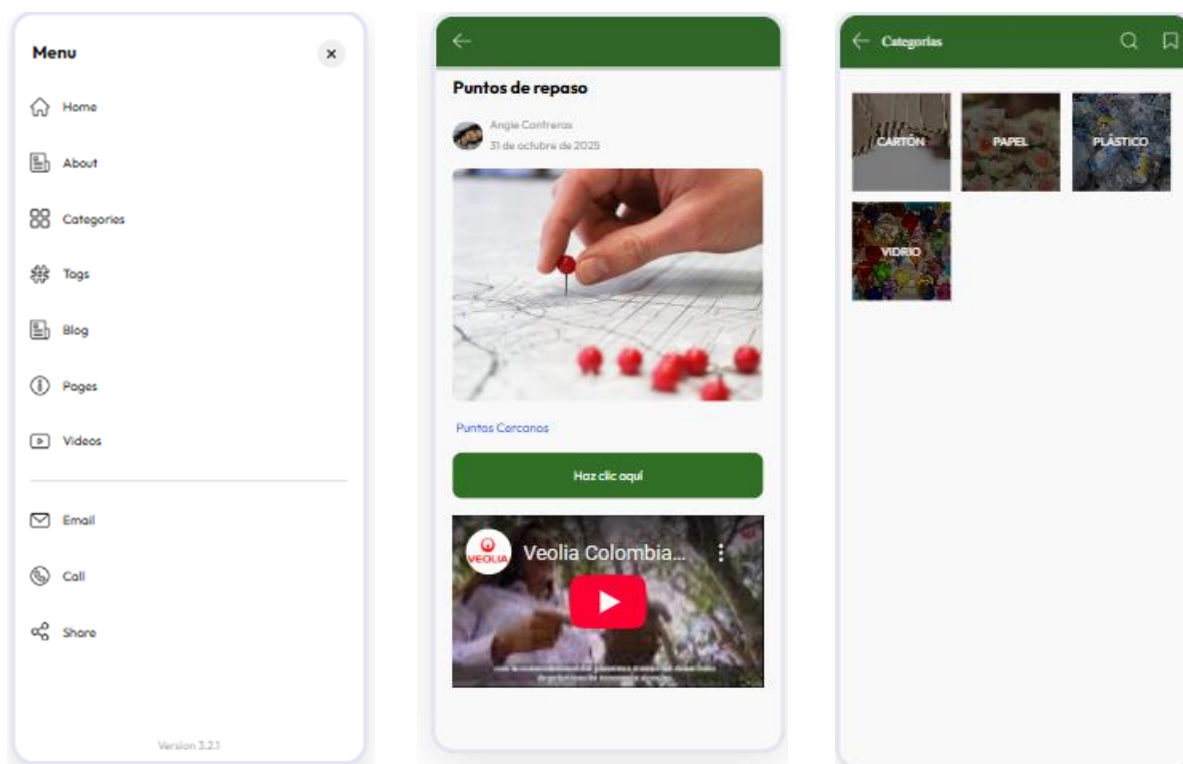 Menu
Home
About
Categories
Tags
Blog
Pages
Videos
Email
Call
Share
Version 3.2.1
Puntos de repaso
Angie Contreras
31 de octubre de 2025
Puntos Cercanos
Haz clic aquí
VEOLIA
Veolia Colombia...
Categorías
CARTÓN
PAPEL
PLÁSTICO
VIDRIO